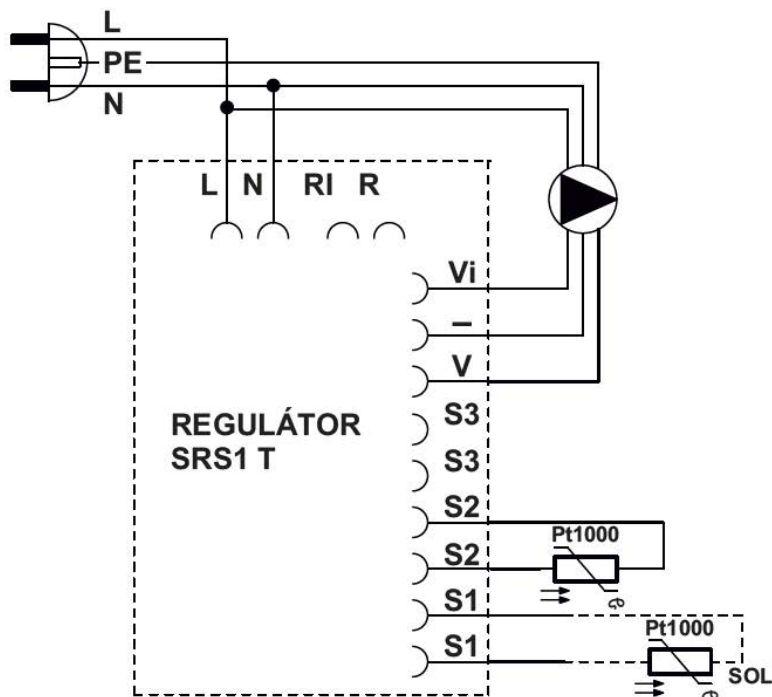 L
PE
N
L N RI R
Vi
–
V
REGULÁTOR
SRS1 T
S3
S3
S2
Pt1000
S2
S1
Pt1000
S1
SOL